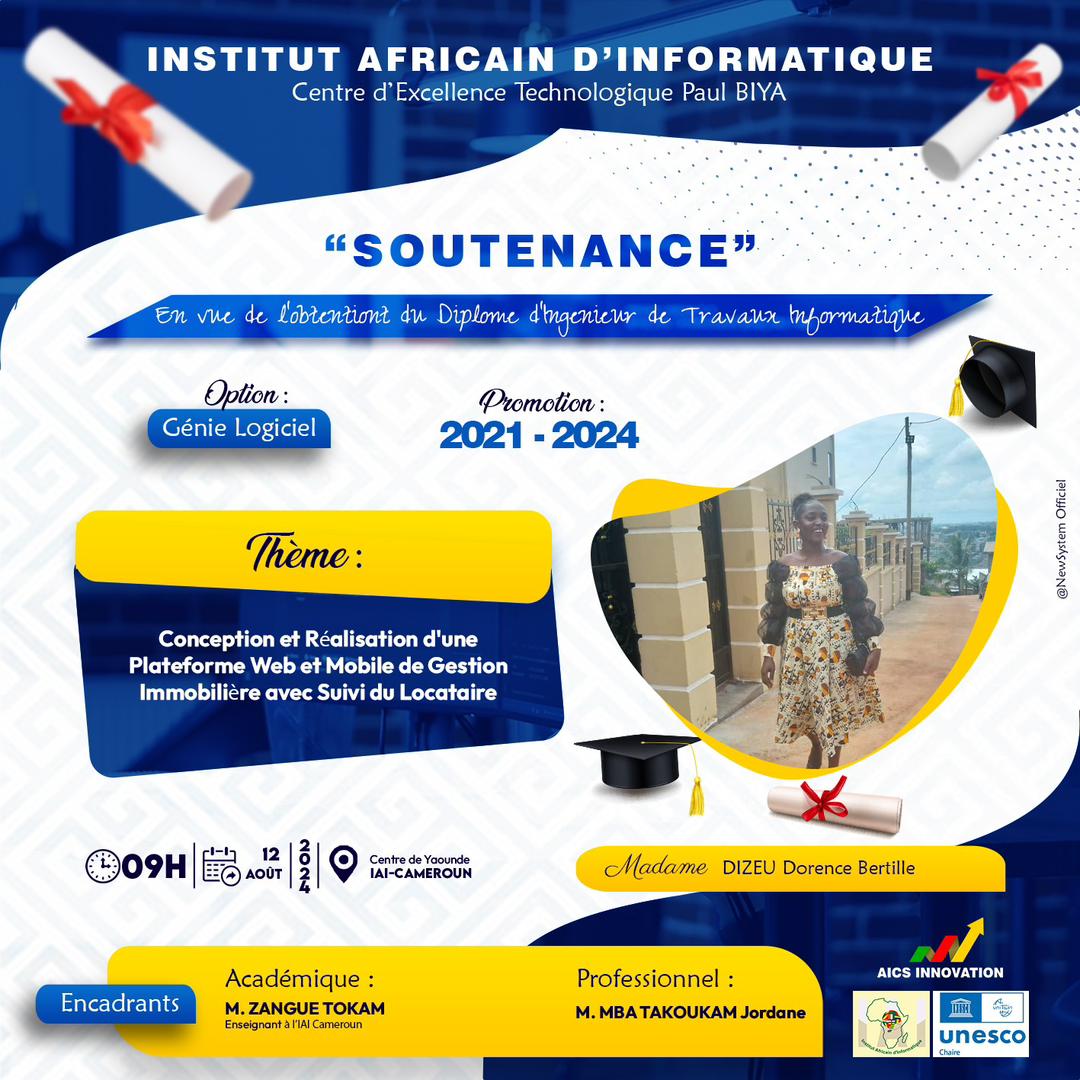 INSTITUT AFRICAIN D’INFORMATIQUE
Centre d’Excellence Technologique Paul BIYA
“SOUTENANCE”
En vue de l'obtentiont du Diplome d'Ingenieur de Travaux Informatique
Option :
Génie Logiciel
Promotion :
2021 - 2024
Thème :
Conception et Réalisation d'une
Plateforme Web et Mobile de Gestion
Immobilière avec Suivi du Locataire
@NewSystem Officiel
09H
12
AOÛT
2024
Centre de Yaounde
IAI-CAMEROUN
Madame DIZEU Dorence Bertille
Encadrants
Académique :
M. ZANGUE TOKAM
Enseignant à l'IAI Cameroun
Professionnel :
M. MBA TAKOUKAM Jordane
AICS INNOVATION
Institut Africain d'Informatique
unesco
Chaire